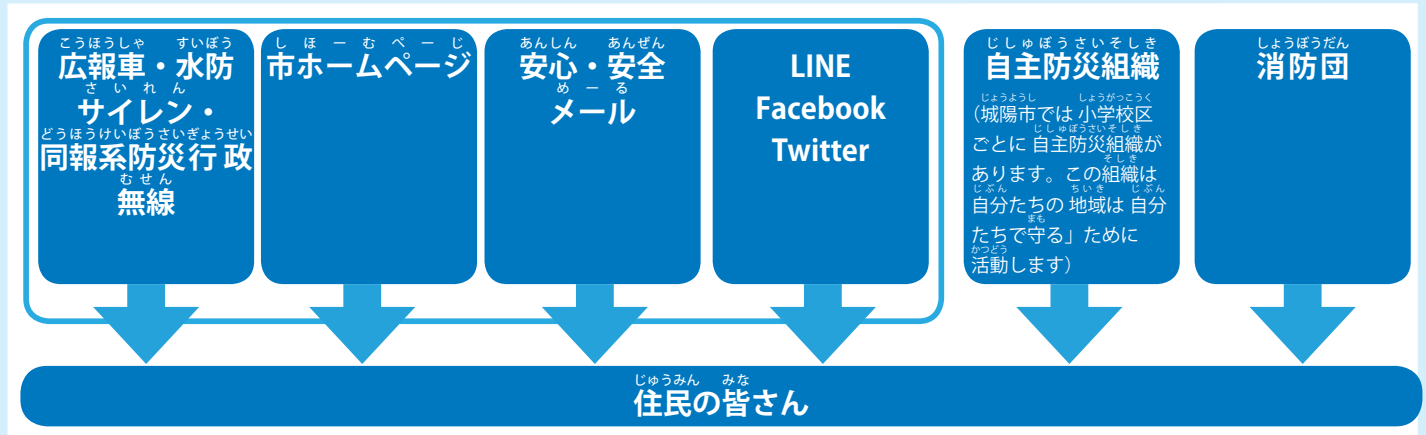 こうほうしゃ すいぼう
広報車・水防
さいれん
サイレン・
どうほうけいぼうさいぎょうせい
同報系防災行政
むせん
無線
しほーむぺーじ
市ホームページ
あんしん あんぜん
安心・安全
めーる
メール
LINE
Facebook
Twitter
じしゅぼうさいそしき
自主防災組織
じょうようし しょうがっこうく
（城陽市では 小学校区
じしゅぼうさいそしき
ごとに 自主防災組織が
そしき
あります。この組織は
じぶん ちいき じぶん
自分たちの 地域は 自分
まも
たちで守る」ために
かつどう
活動します）
しょうぼうだん
消防団
じゅうみん みな
住民の皆さん